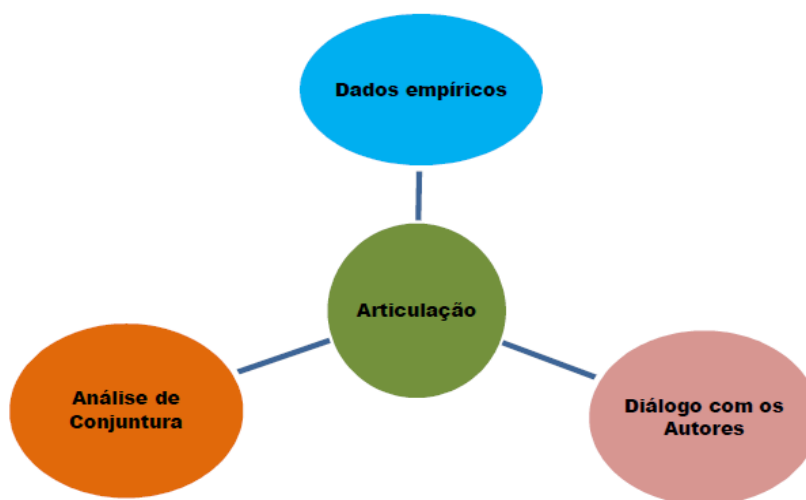 Dados empíricos
Articulação
Análise de
Conjuntura
Diálogo com os
Autores